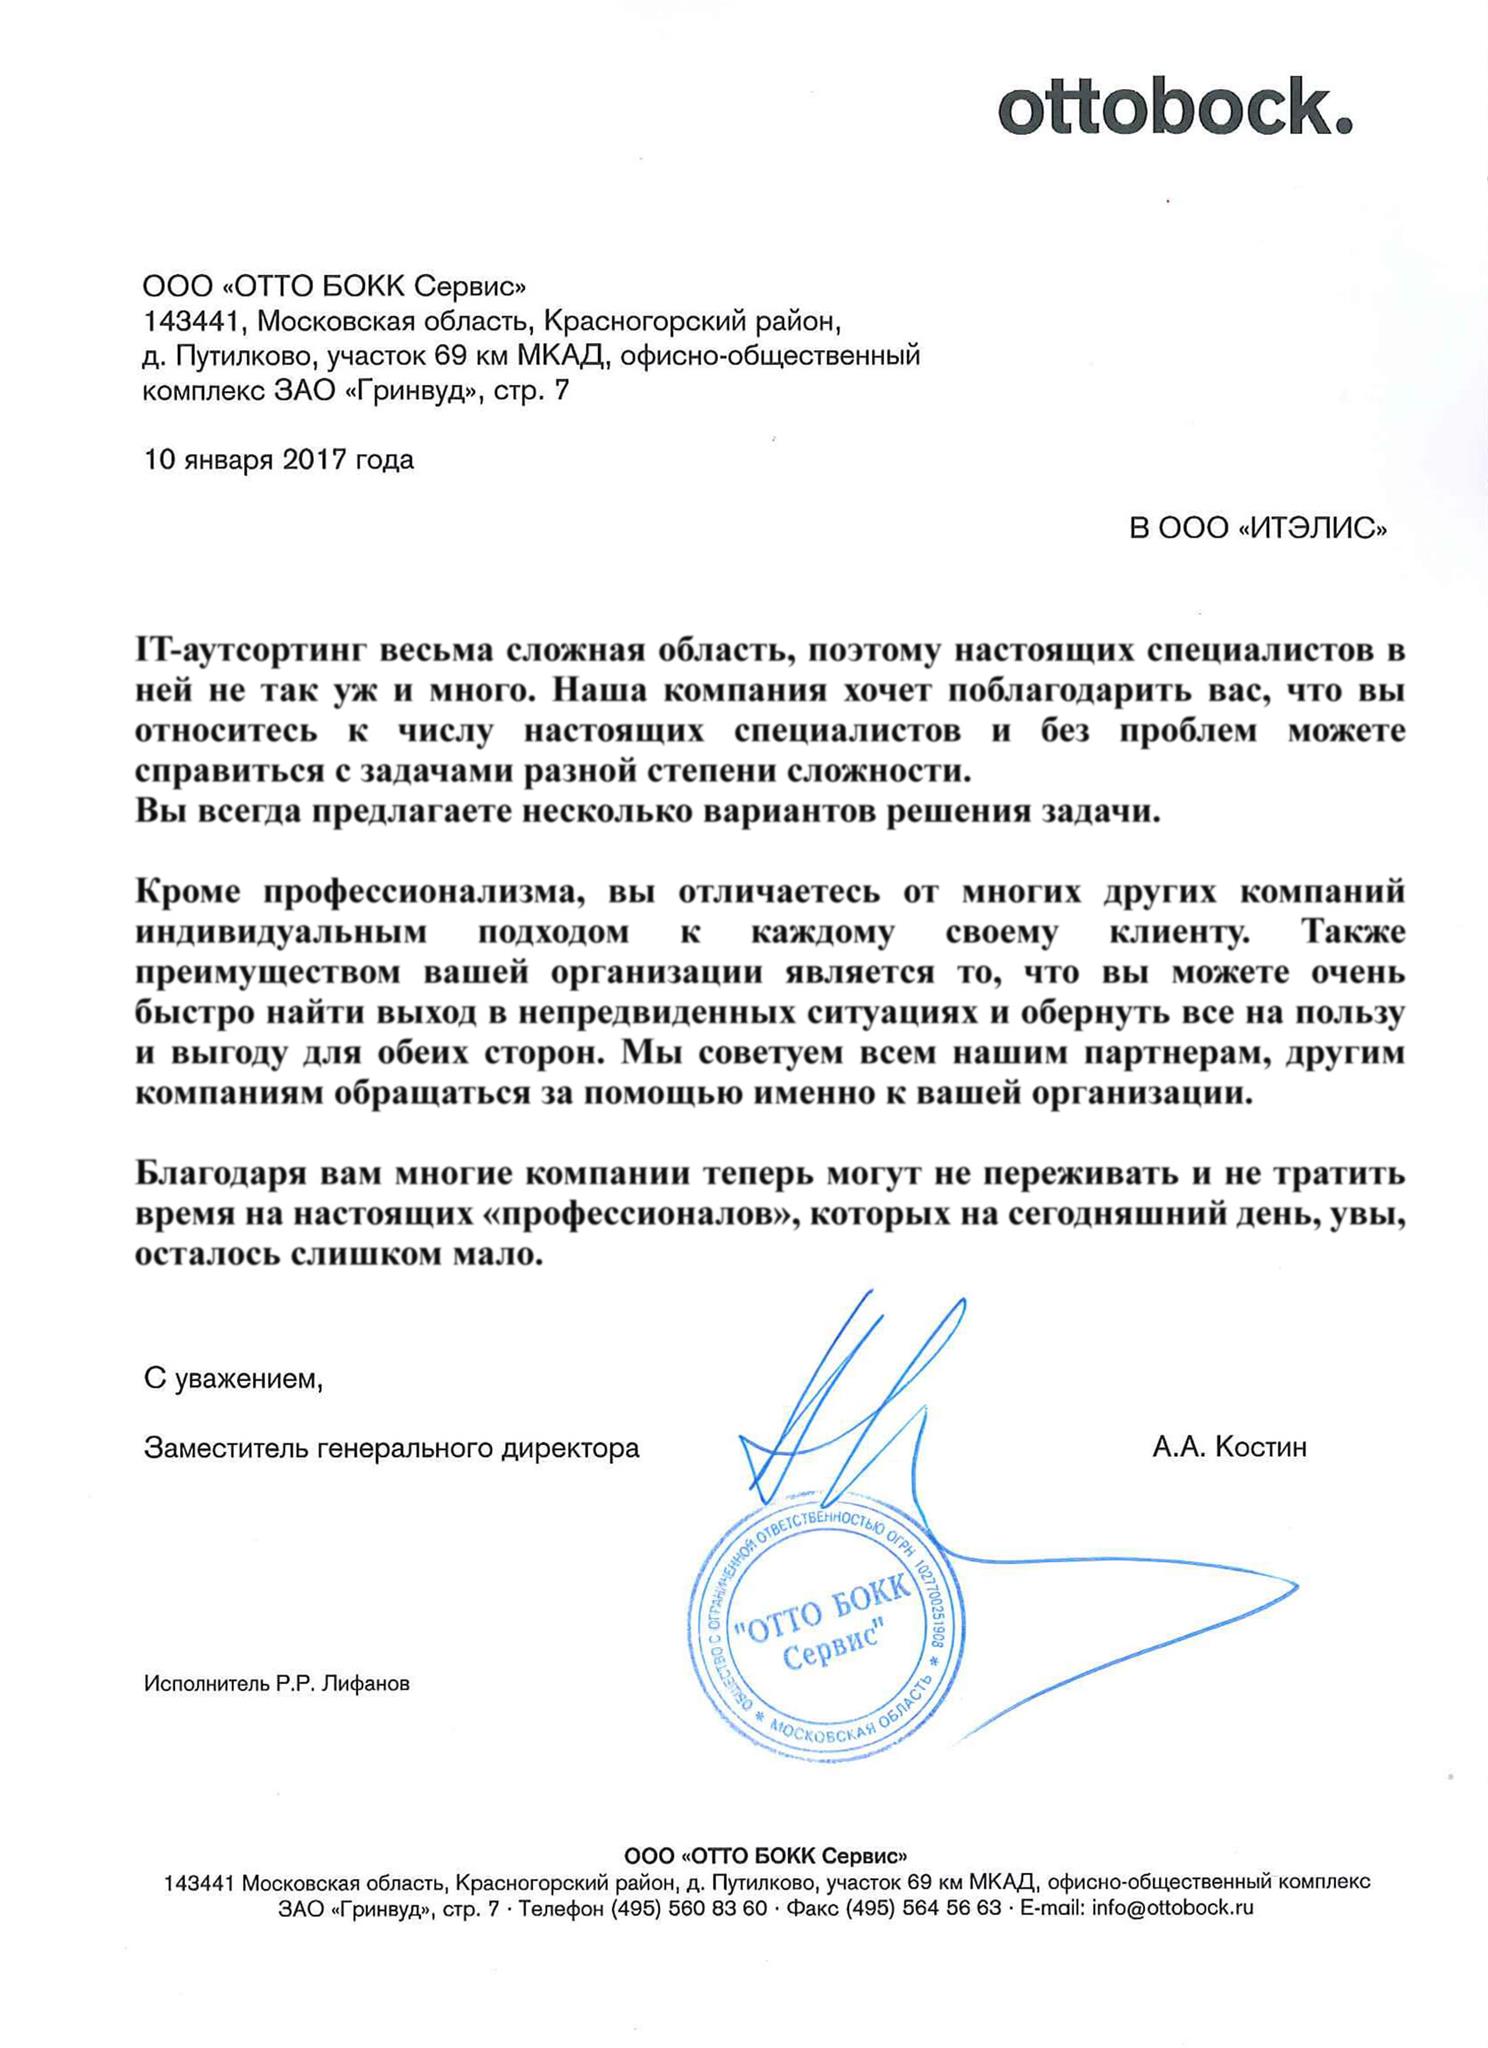 ottobock.
ООО «ОТТО БОКК Сервис»
143441, Московская область, Красногорский район,
д. Путилково, участок 69 км МКАД, офисно-общественный
комплекс ЗАО «Гринвуд», стр. 7
10 января 2017 года
В ООО «ИТЭЛИС»
IT-аутсортинг весьма сложная область, поэтому настоящих специалистов в
ней не так уж и много. Наша компания хочет поблагодарить вас, что вы
относитесь к числу настоящих специалистов и без проблем можете
справиться с задачами разной степени сложности.
Вы всегда предлагаете несколько вариантов решения задачи.
Кроме профессионализма, вы отличаетесь от многих других компаний
индивидуальным подходом к каждому своему клиенту. Также
преимуществом вашей организации является то, что вы можете очень
быстро найти выход в непредвиденных ситуациях и обернуть все на пользу
и выгоду для обеих сторон. Мы советуем всем нашим партнерам, другим
компаниям обращаться за помощью именно к вашей организации.
Благодаря вам многие компании теперь могут не переживать и не тратить
время на настоящих «профессионалов», которых на сегодняшний день, увы,
осталось слишком мало.
С уважением,
Заместитель генерального директора А.А. Костин
ОБЩЕСТВО С ОГРАНИЧЕННОЙ ОТВЕТСТВЕННОСТЬЮ ОГРН 1027700251908
"ОТТО БОКК
Сервис"
* МОСКОВСКАЯ ОБЛАСТЬ *
Исполнитель Р.Р. Лифанов
ООО «ОТТО БОКК Сервис»
143441 Московская область, Красногорский район, д. Путилково, участок 69 км МКАД, офисно-общественный комплекс
ЗАО «Гринвуд», стр. 7 · Телефон (495) 560 83 60 · Факс (495) 564 56 63 · E-mail: info@ottobock.ru